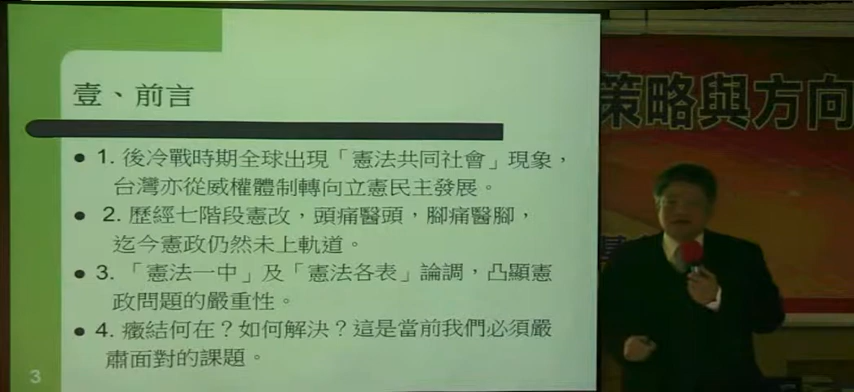 壹、前言
● 1. 後冷戰時期全球出現「憲法共同社會」現象，
台灣亦從威權體制轉向立憲民主發展。
● 2. 歷經七階段憲改，頭痛醫頭，腳痛醫腳，
迄今憲政仍然未上軌道。
● 3.「憲法一中」及「憲法各表」論調，凸顯憲
政問題的嚴重性。
● 4. 癥結何在？如何解決？這是當前我們必須嚴
肅面對的課題。
3
策略與方向
基